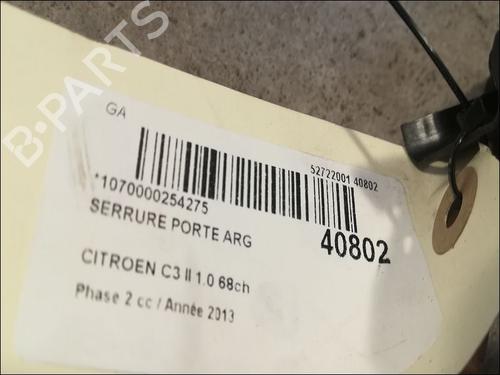 B-PARTS
GA
52722001 40802
*1070000254275
SERRURE PORTE ARG
40802
CITROEN C3 II 1.0 68ch
Phase 2 cc / Année 2013